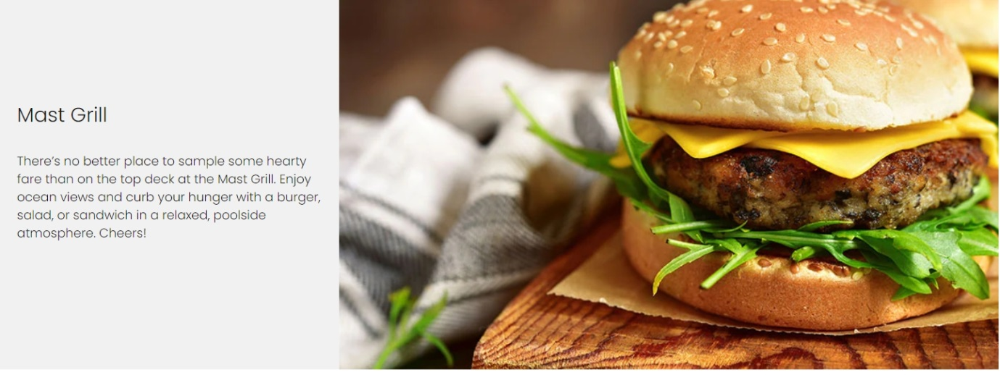 Mast Grill
There's no better place to sample some hearty
fare than on the top deck at the Mast Grill. Enjoy
ocean views and curb your hunger with a burger,
salad, or sandwich in a relaxed, poolside
atmosphere. Cheers!